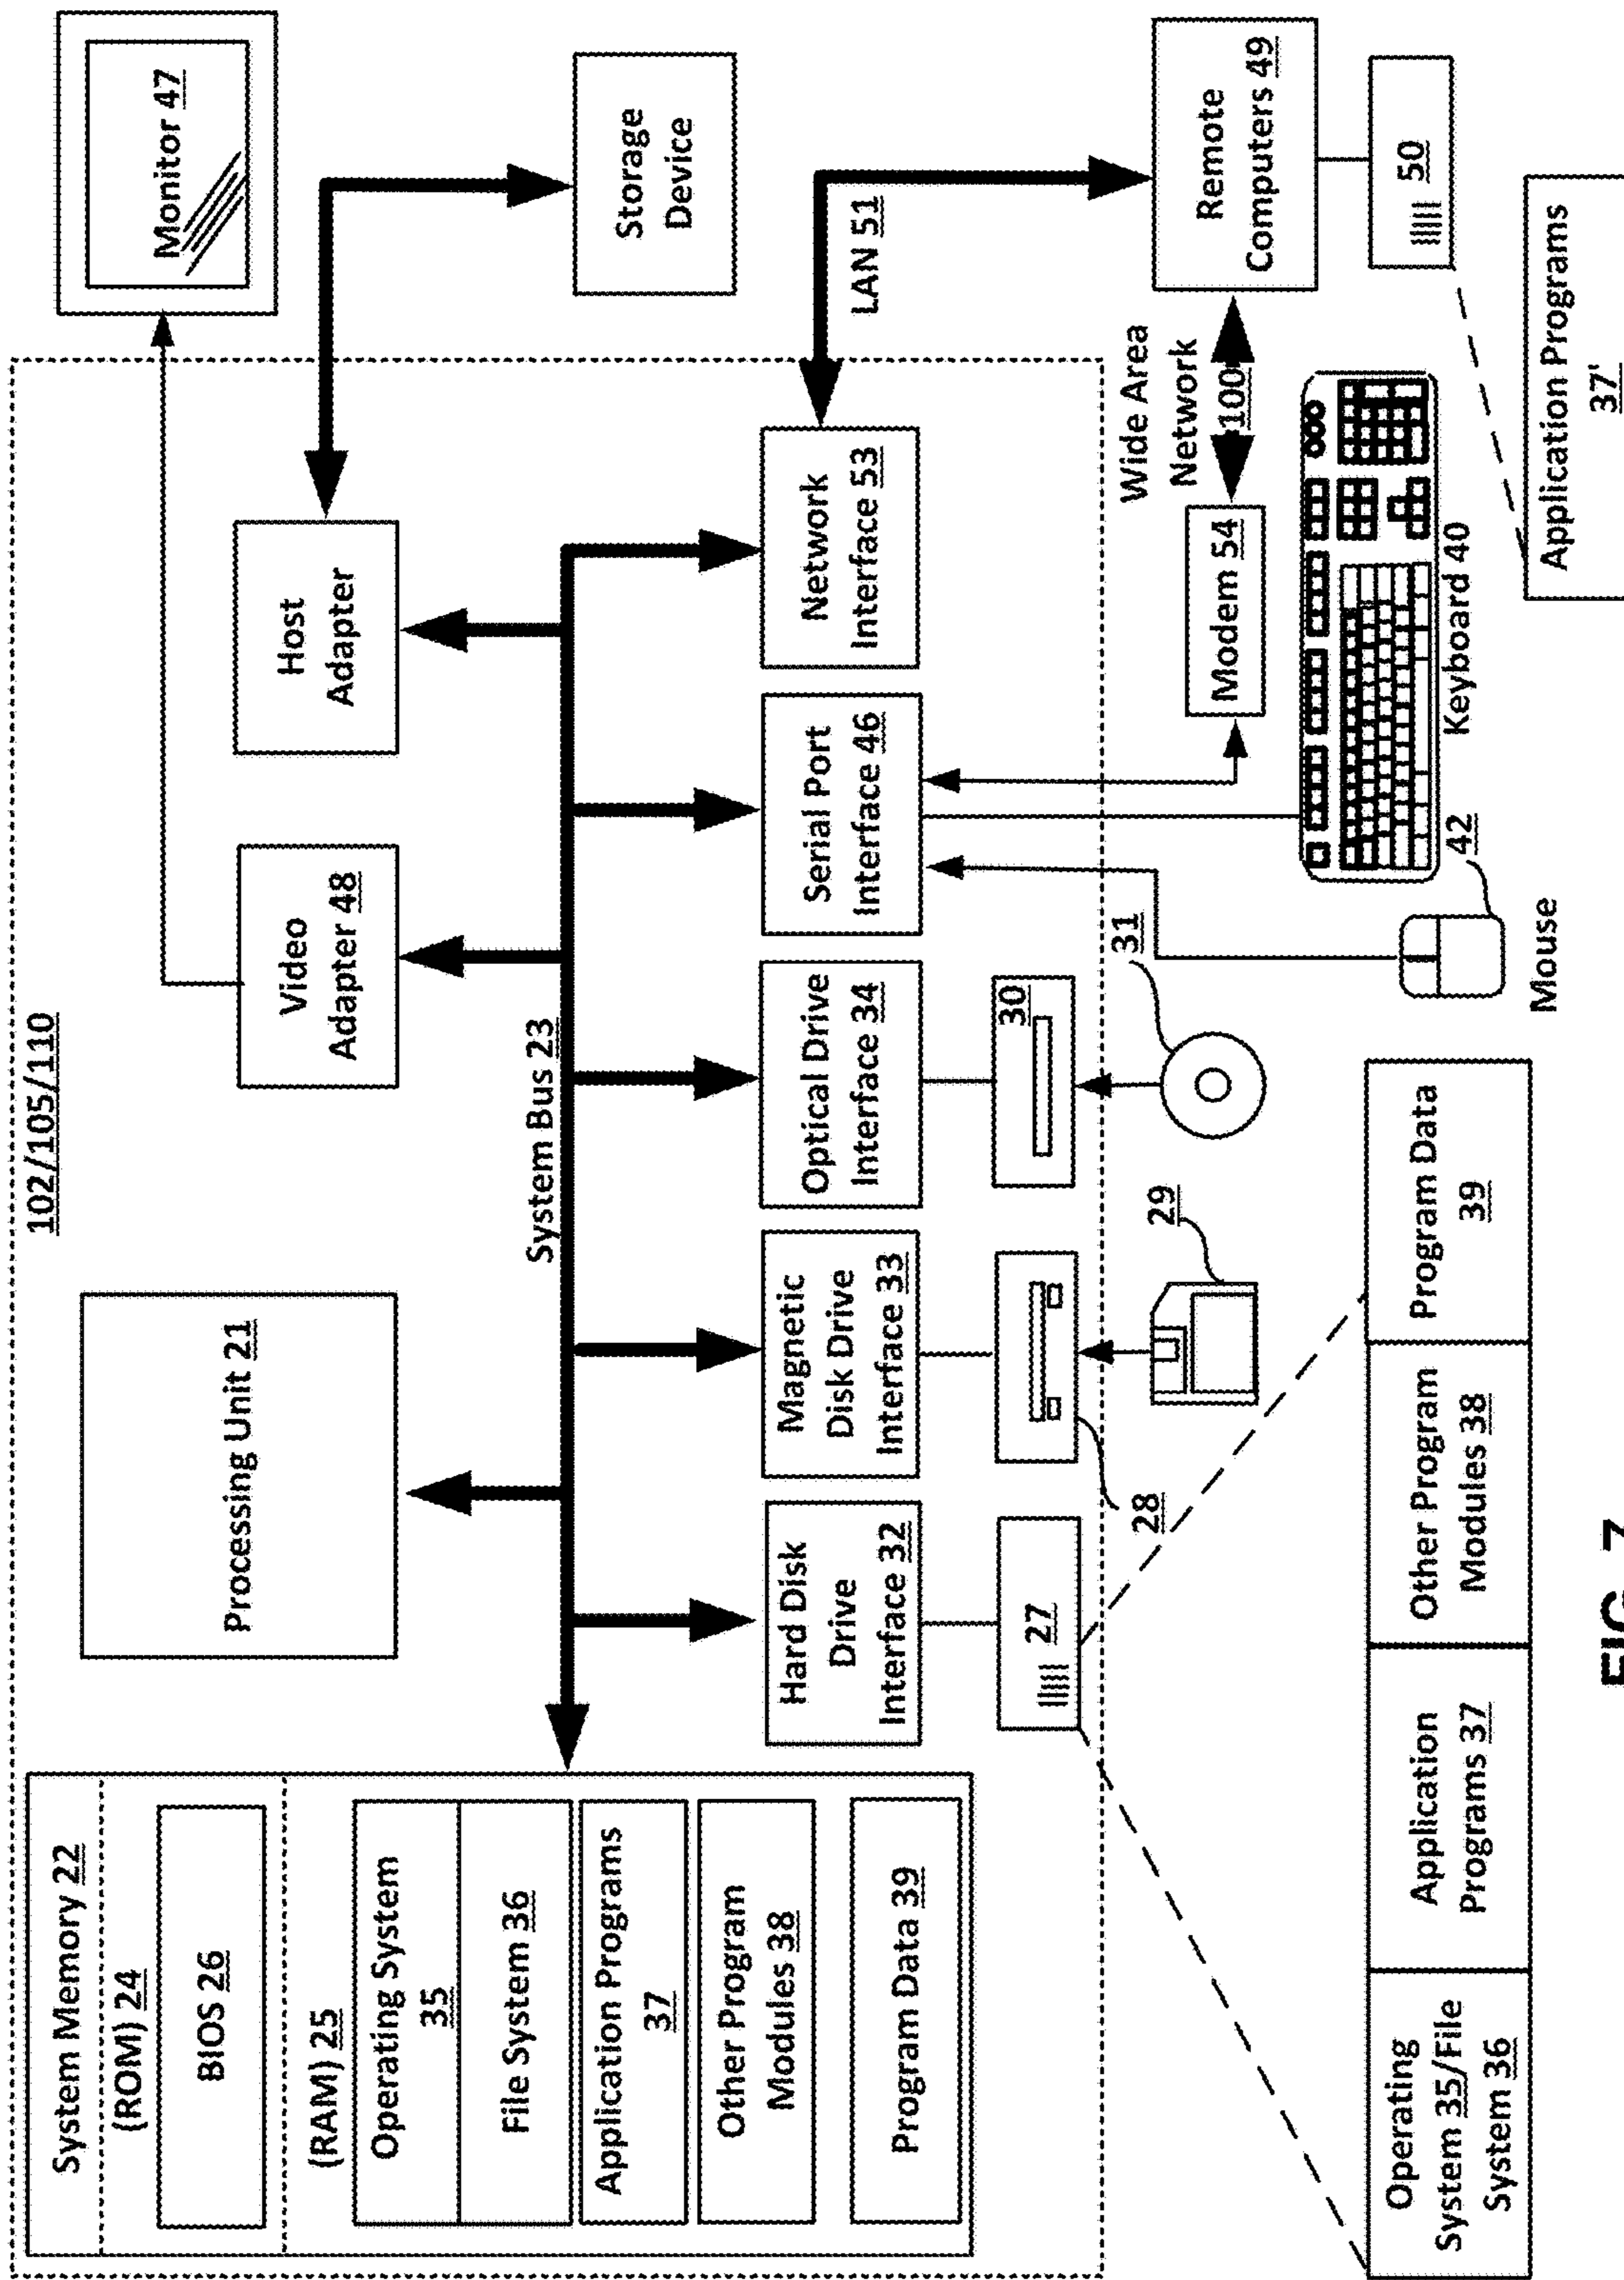 102/105/110
System Memory 22
(ROM) 24
BIOS 26
(RAM) 25
Operating System
35
File System 36
Application Programs
37
Other Program
Modules 38
Program Data 39
Processing Unit 21
Video
Adapter 48
Host
Adapter
Monitor 47
Storage
Device
System Bus 23
Hard Disk
Drive
Interface 32
Magnetic
Disk Drive
Interface 33
Optical Drive
Interface 34
Serial Port
Interface 46
Network
Interface 53
LAN 51
27
28
29
30
31
Wide Area
Network
100
Modem 54
Remote
Computers 49
50
Keyboard 40
42
Mouse
Application Programs
37'
Operating
System 35/File
System 36
Application
Programs 37
Other Program
Modules 38
Program Data
39
FIG. 7